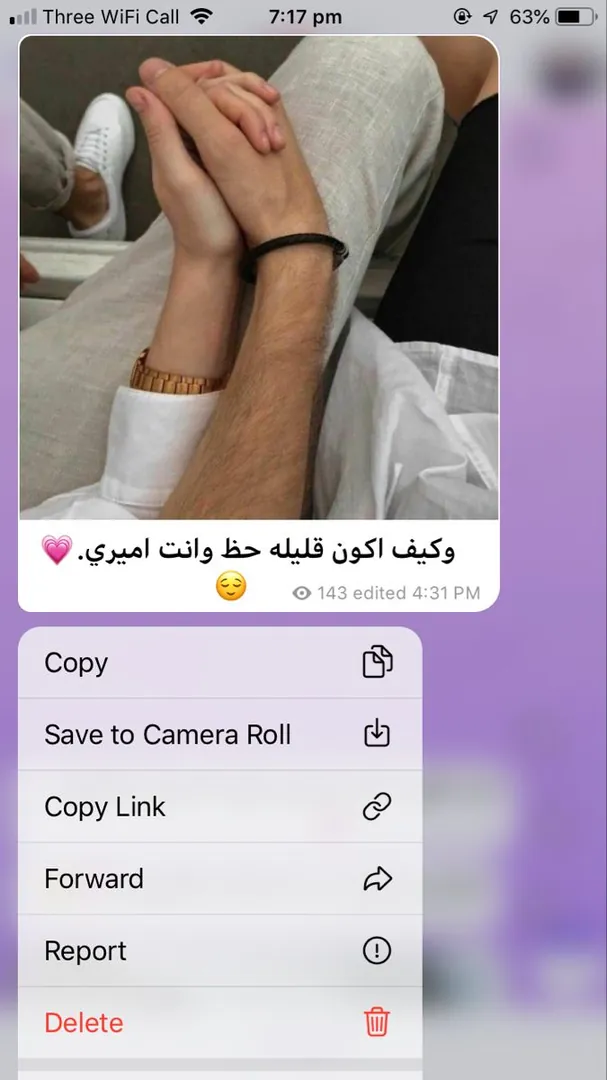 Three WiFi Call 7:17 pm 63%
وكيف اكون قليله حظ وانت اميري.💗
😌 143 edited 4:31 PM
Copy
Save to Camera Roll
Copy Link
Forward
Report
Delete